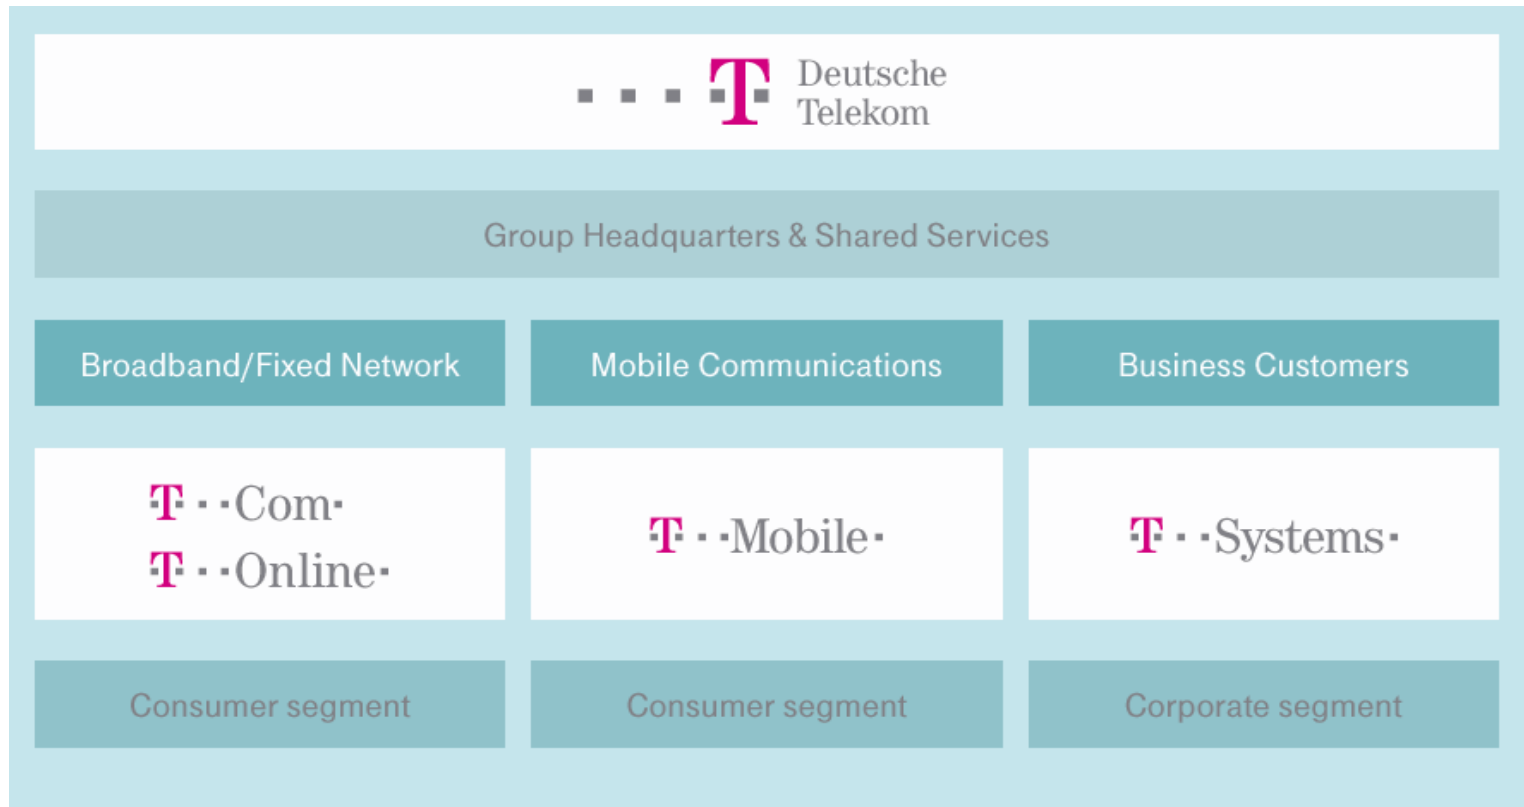 T Deutsche
Telekom
Group Headquarters & Shared Services
Broadband/Fixed Network
Mobile Communications
Business Customers
T··Com·
T··Online·
T··Mobile·
T··Systems·
Consumer segment
Consumer segment
Corporate segment